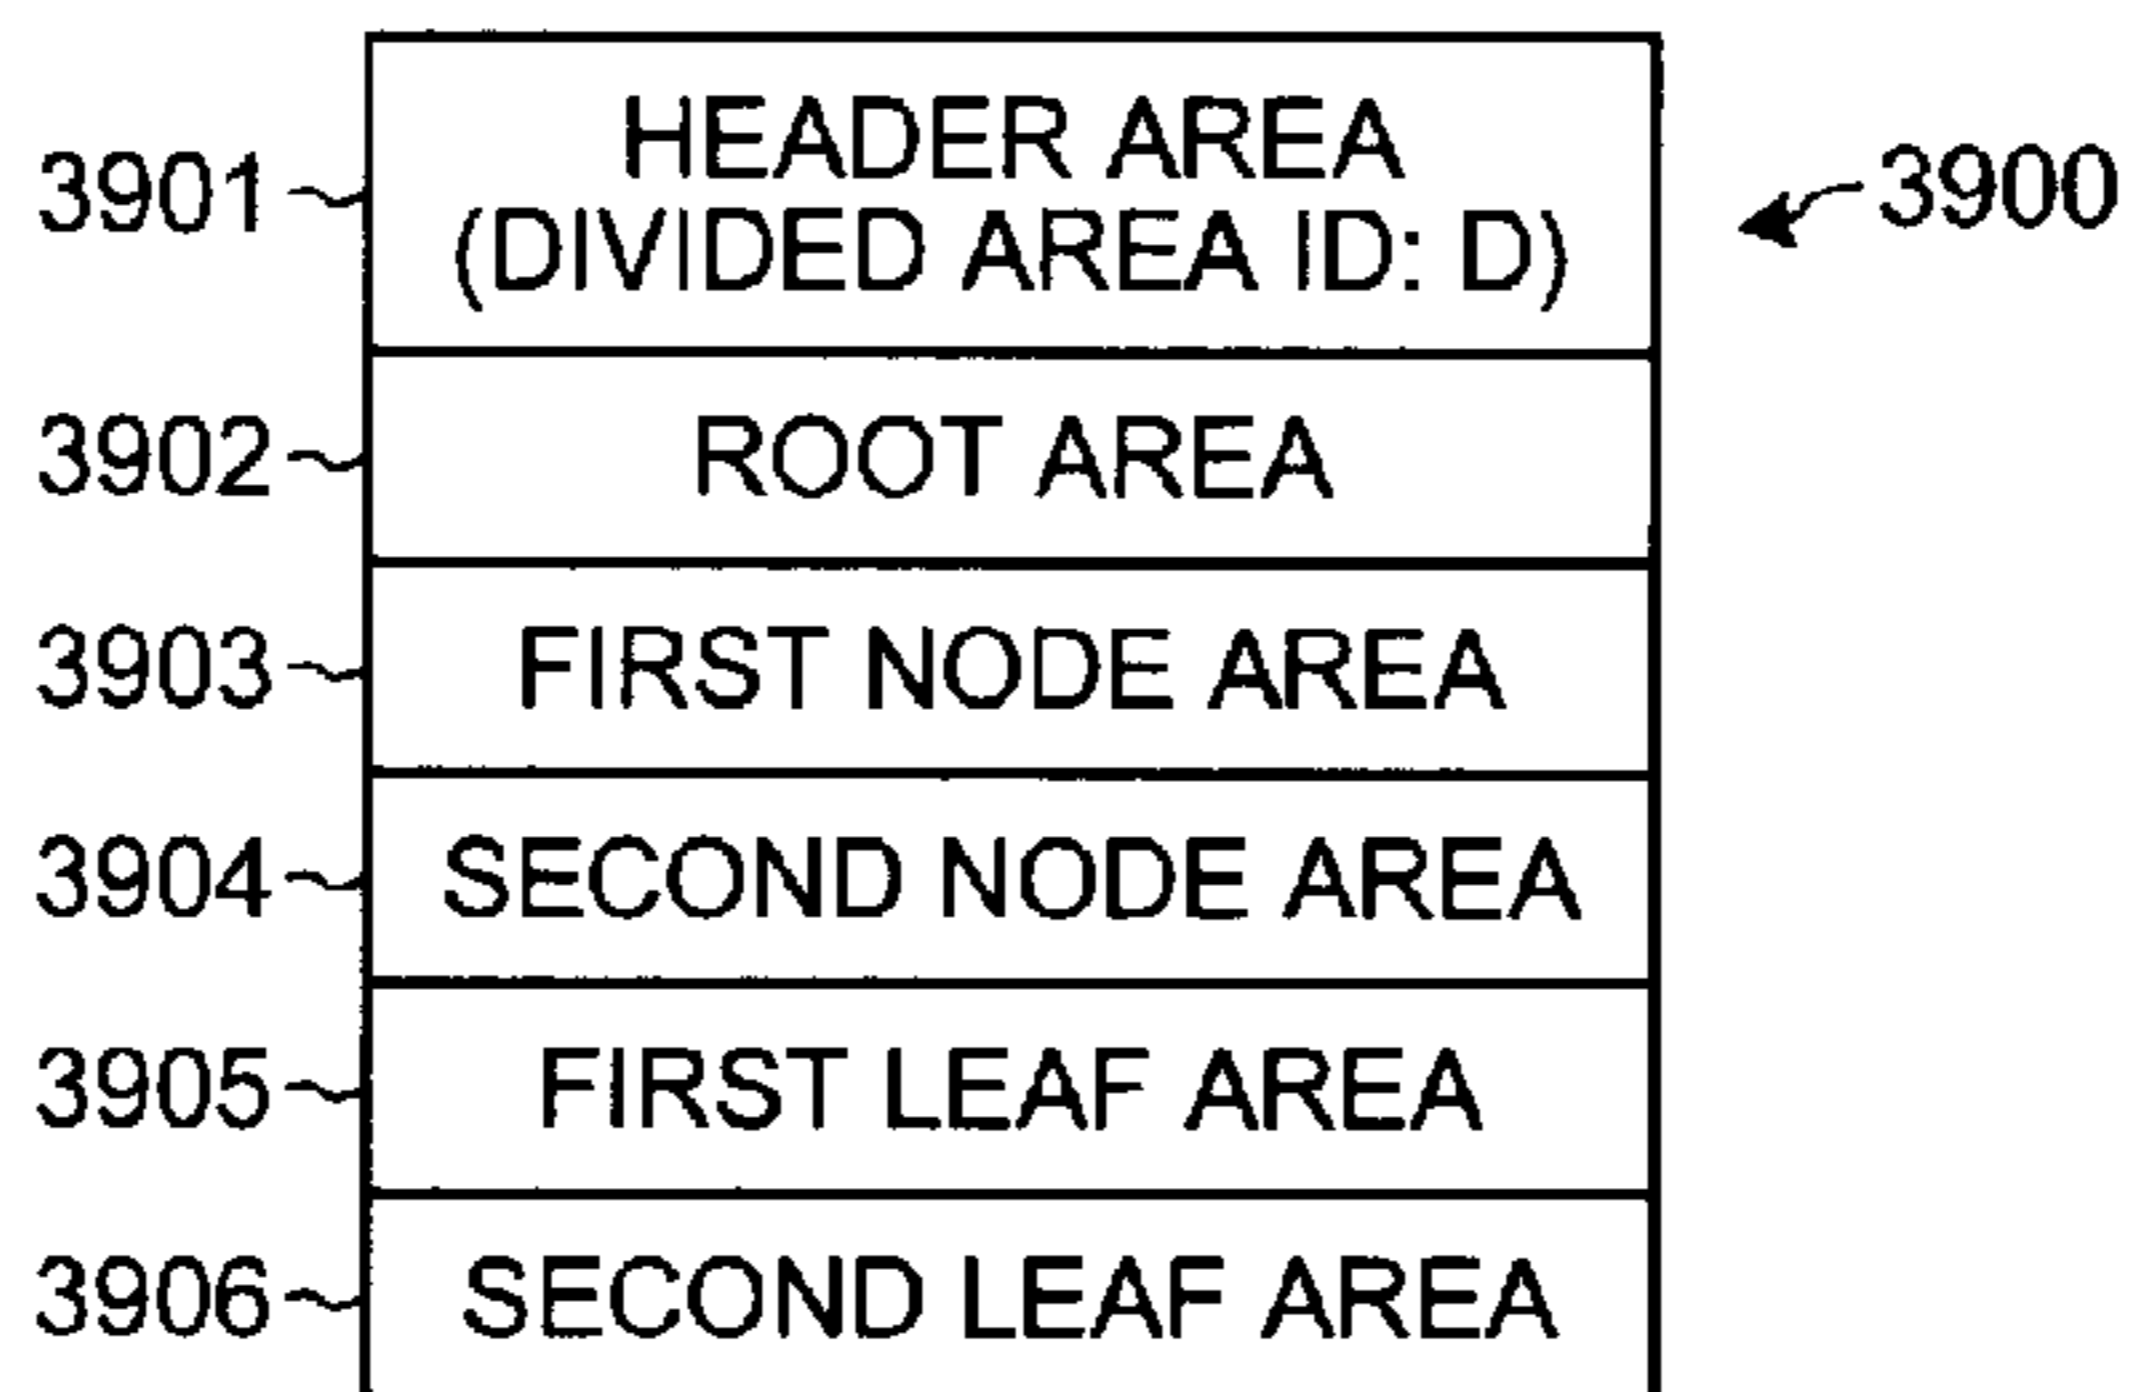 3901
HEADER AREA
(DIVIDED AREA ID: D)
3900
3902
ROOT AREA
3903
FIRST NODE AREA
3904
SECOND NODE AREA
3905
FIRST LEAF AREA
3906
SECOND LEAF AREA